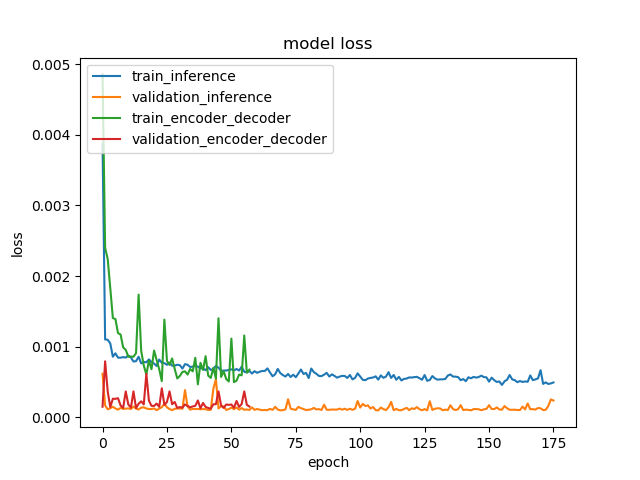 model loss
train_inference
validation_inference
train_encoder_decoder
validation_encoder_decoder
loss
0.005
0.004
0.003
0.002
0.001
0.000
0 25 50 75 100 125 150 175
epoch